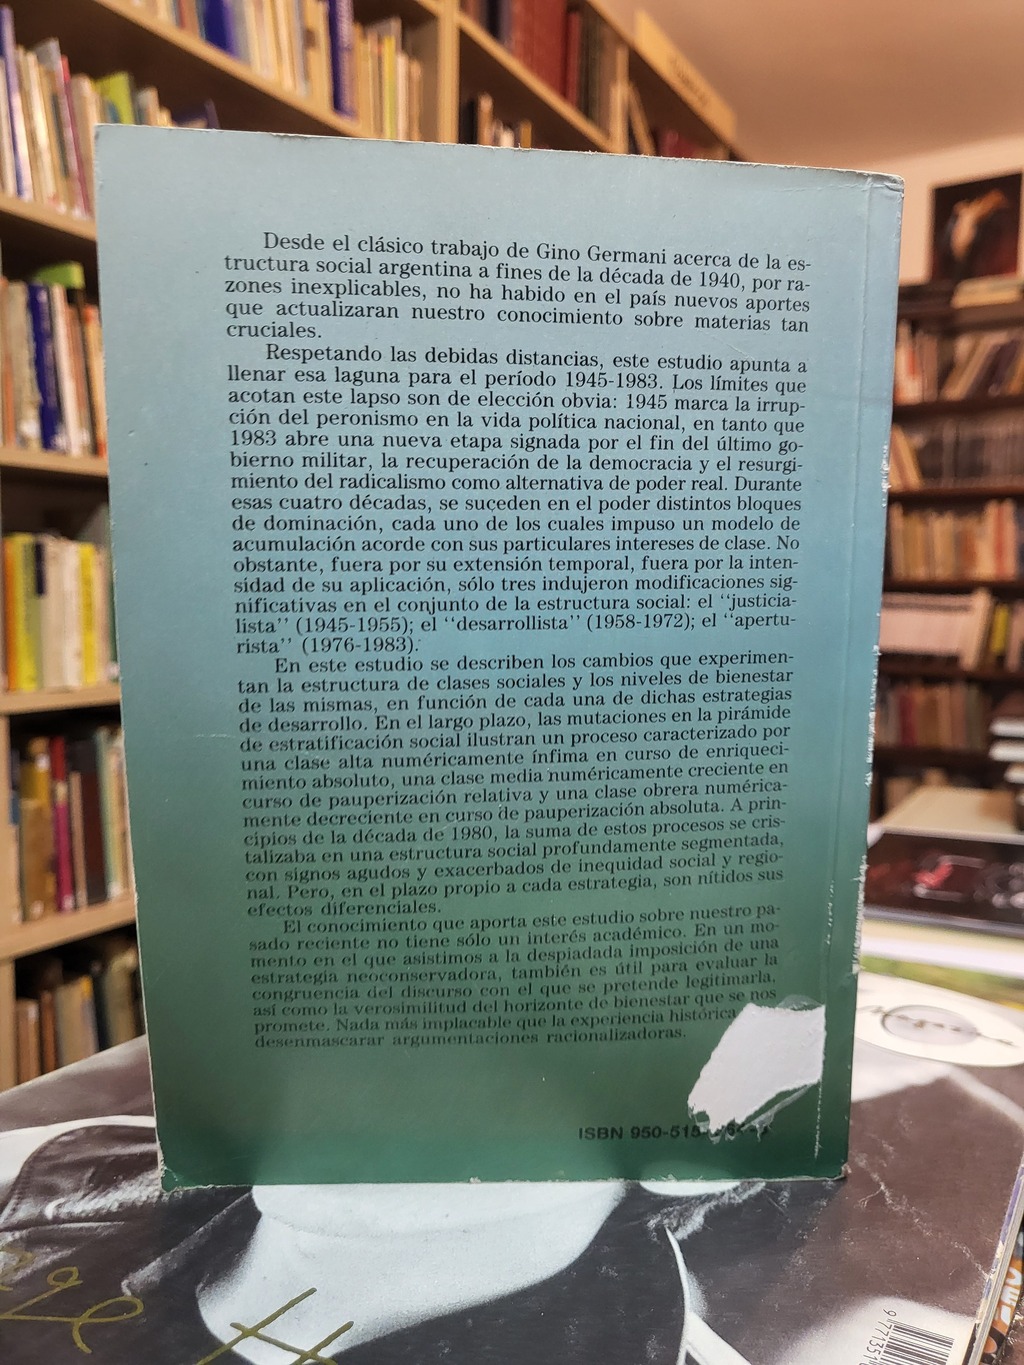 Desde el clásico trabajo de Gino Germani acerca de la es-
tructura social argentina a fines de la década de 1940, por ra-
zones inexplicables, no ha habido en el país nuevos aportes
que actualizaran nuestro conocimiento sobre materias tan
cruciales.
Respetando las debidas distancias, este estudio apunta a
llenar esa laguna para el período 1945-1983. Los límites que
acotan este lapso son de elección obvia: 1945 marca la irrup-
ción del peronismo en la vida política nacional, en tanto que
1983 abre una nueva etapa signada por el fin del último go-
bierno militar, la recuperación de la democracia y el resurgi-
miento del radicalismo como alternativa de poder real. Durante
esas cuatro décadas, se suceden en el poder distintos bloques
de dominación, cada uno de los cuales impuso un modelo de
acumulación acorde con sus particulares intereses de clase. No
obstante, fuera por su extensión temporal, fuera por la inten-
sidad de su aplicación, sólo tres indujeron modificaciones sig-
nificativas en el conjunto de la estructura social: el "justicia-
lista" (1945-1955); el "desarrollista" (1958-1972); el "apertu-
rista" (1976-1983).
En este estudio se describen los cambios que experimen-
tan la estructura de clases sociales y los niveles de bienestar
de las mismas, en función de cada una de dichas estrategias
de desarrollo. En el largo plazo, las mutaciones en la pirámide
de estratificación social ilustran un proceso caracterizado por
una clase alta numéricamente ínfima en curso de enriqueci-
miento absoluto, una clase media numéricamente creciente en
curso de pauperización relativa y una clase obrera numérica-
mente decreciente en curso de pauperización absoluta. A prin-
cipios de la década de 1980, la suma de estos procesos se cris-
talizaba en una estructura social profundamente segmentada,
con signos agudos y exacerbados de inequidad social y regio-
nal. Pero, en el plazo propio a cada estrategia, son nítidos sus
efectos diferenciales.
El conocimiento que aporta este estudio sobre nuestro pa-
sado reciente no tiene sólo un interés académico. En un mo-
mento en el que asistimos a la despiadada imposición de una
estrategia neoconservadora, también es útil para evaluar la
congruencia del discurso con el que se pretende legitimarla,
así como la verosimilitud del horizonte de bienestar que se nos
promete. Nada más implacable que la experiencia histórica
desenmascarar argumentaciones racionalizadoras.
ISBN 950-515-